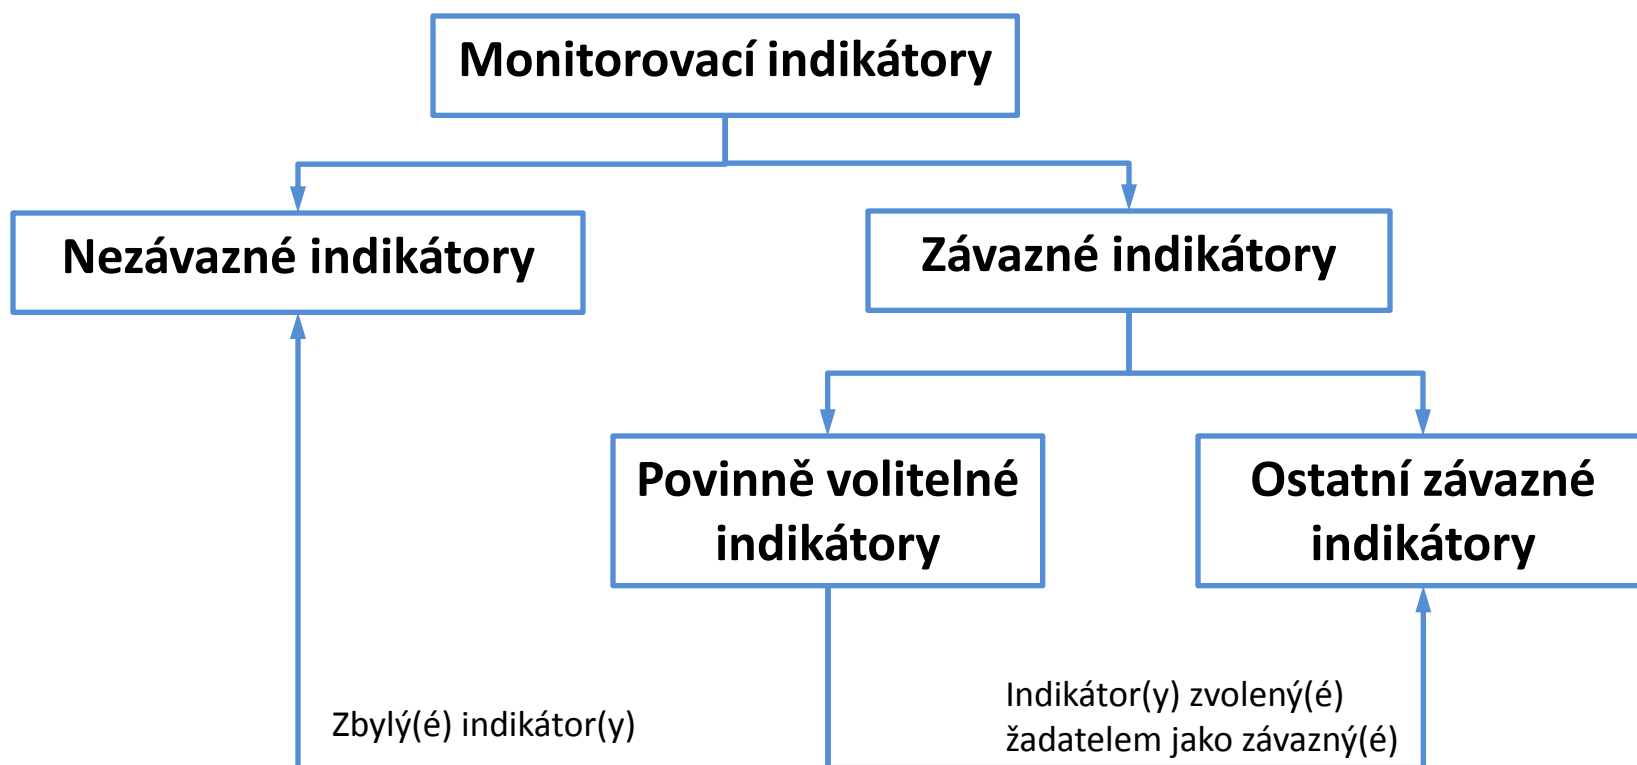 Monitorovací indikátory
Nezávazné indikátory
Závazné indikátory
Povinně volitelné
indikátory
Ostatní závazné
indikátory
Zbylý(é) indikátor(y)
Indikátor(y) zvolený(é)
žadatelem jako závazný(é)